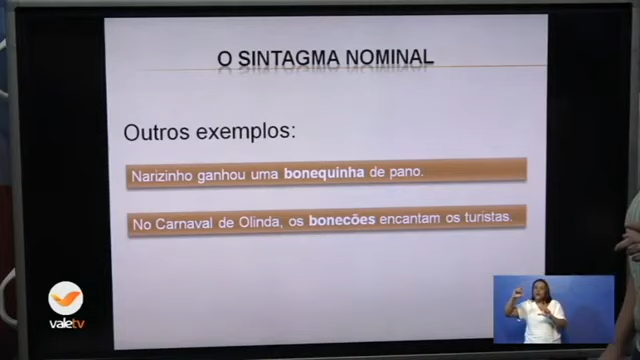 O SINTAGMA NOMINAL
Outros exemplos:
Narizinho ganhou uma bonequinha de pano.
No Carnaval de Olinda, os bonecões encantam os turistas.
valetv